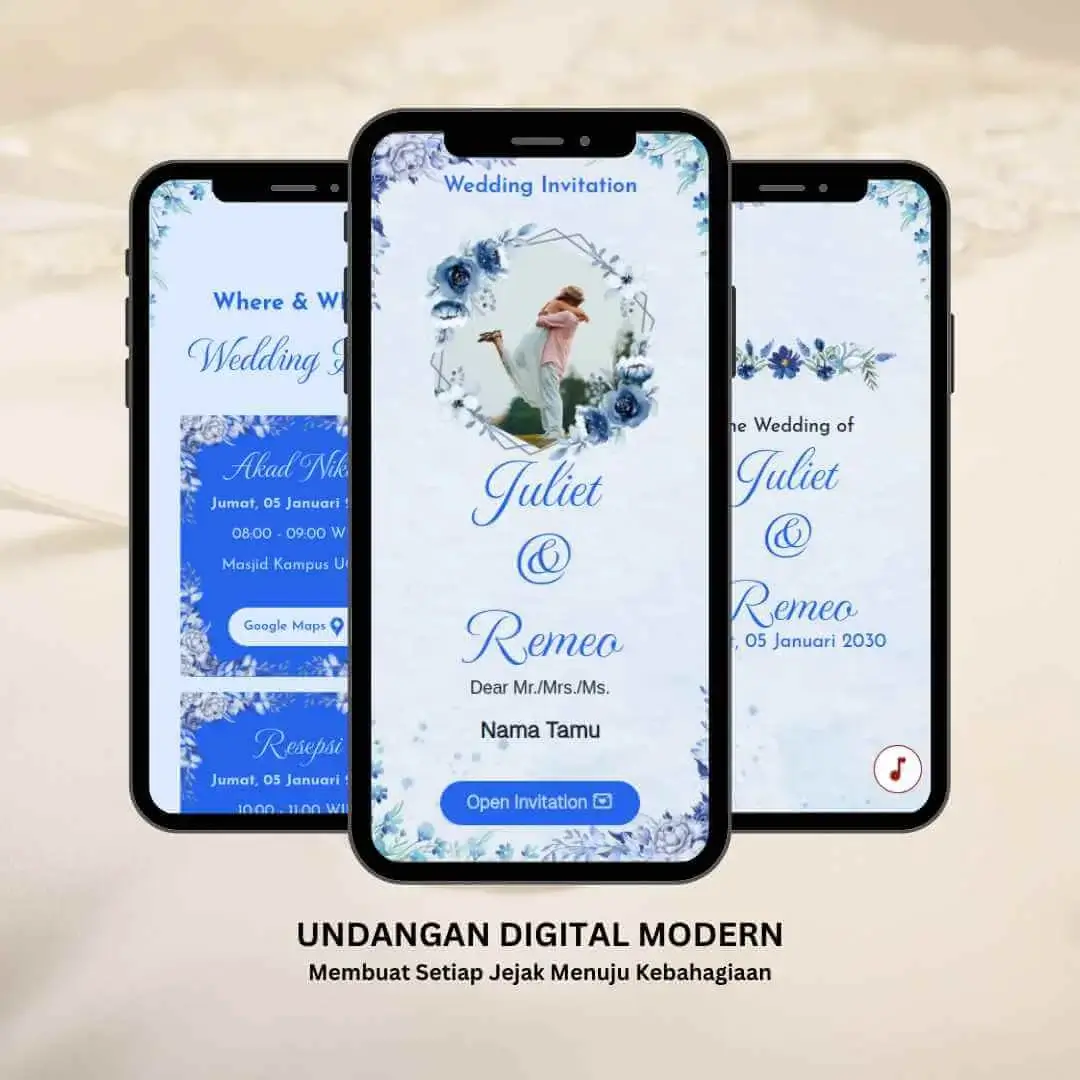 Where & Wh
Wedding
Akad Nik
Jumat, 05 Januari
08:00 - 09:00 W
Masjid Kampus U
Google Maps
Resepsi
Jumat, 05 Januari
10:00 - 11:00 WIB
Wedding Invitation
Juliet
&
Remeo
Dear Mr./Mrs./Ms.
Nama Tamu
Open Invitation
he Wedding of
Juliet
&
Remeo
t, 05 Januari 2030
UNDANGAN DIGITAL MODERN
Membuat Setiap Jejak Menuju Kebahagiaan